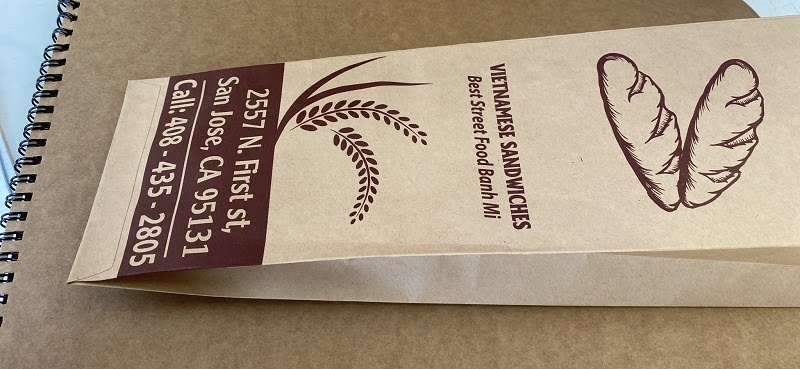 VIETNAMESE SANDWICHES
Best Street Food Banh Mi
2557 N. First st,
San Jose, CA 95131
Call: 408 - 435 - 2805